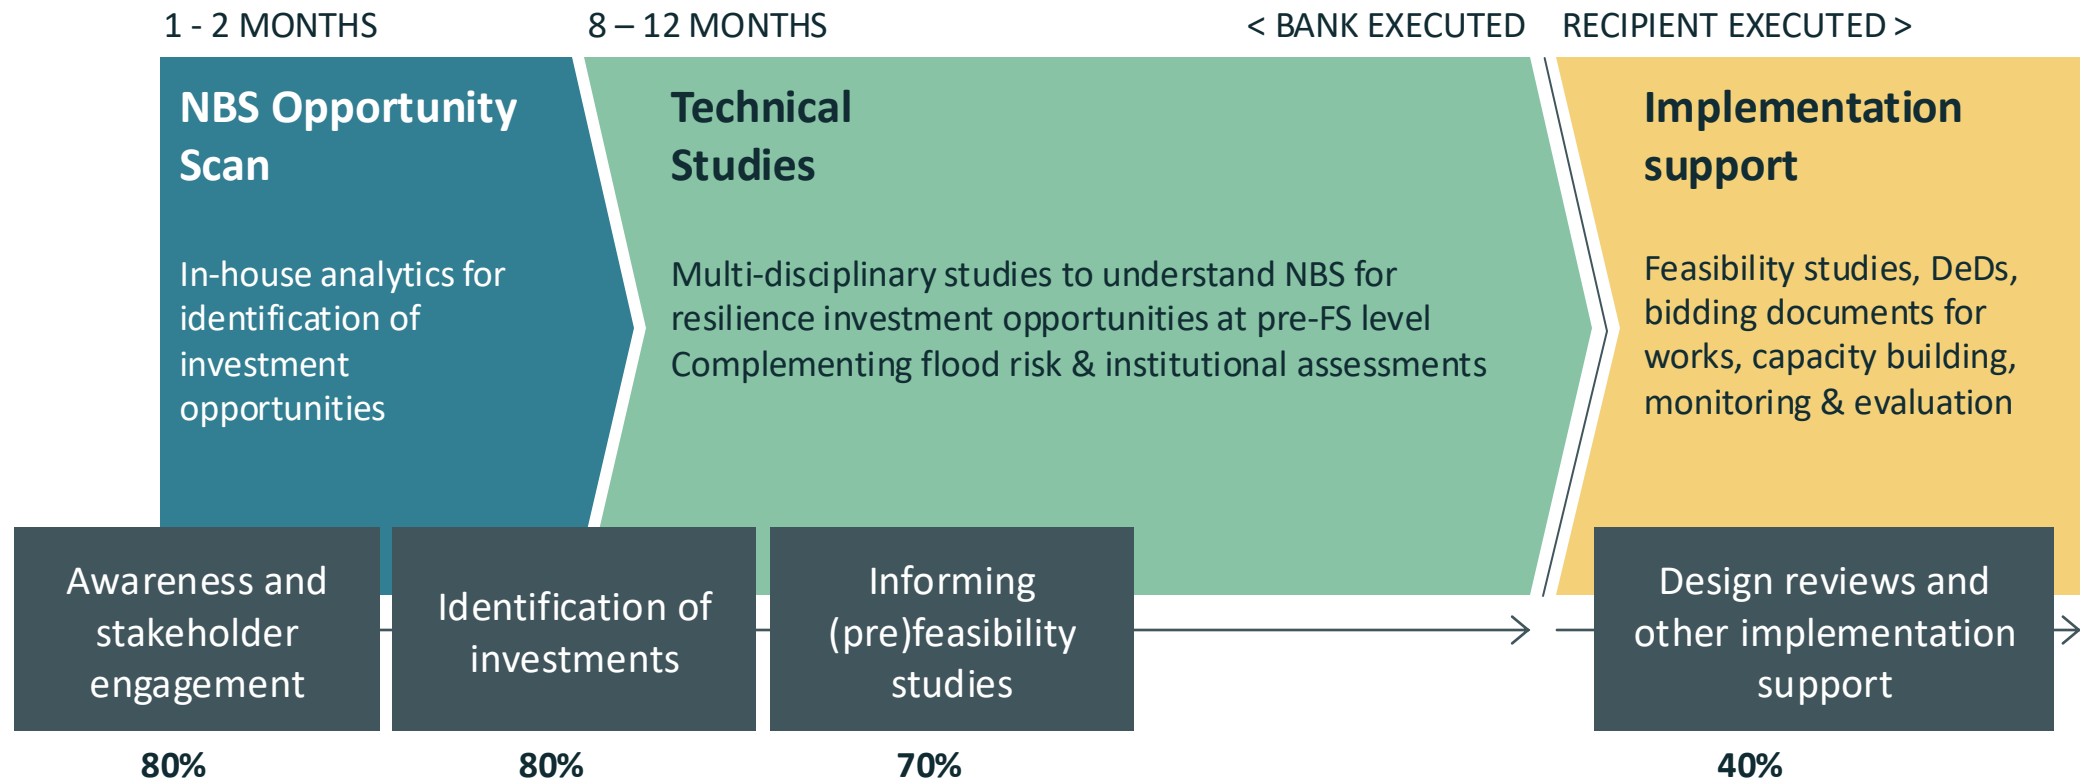 1 - 2 MONTHS
8 – 12 MONTHS
< BANK EXECUTED
RECIPIENT EXECUTED >
NBS Opportunity
Scan
In-house analytics for
identification of
investment
opportunities
Technical
Studies
Multi-disciplinary studies to understand NBS for
resilience investment opportunities at pre-FS level
Complementing flood risk & institutional assessments
Implementation
support
Feasibility studies, DeDs,
bidding documents for
works, capacity building,
monitoring & evaluation
Awareness and
stakeholder
engagement
80%
Identification of
investments
80%
Informing
(pre)feasibility
studies
70%
Design reviews and
other implementation
support
40%